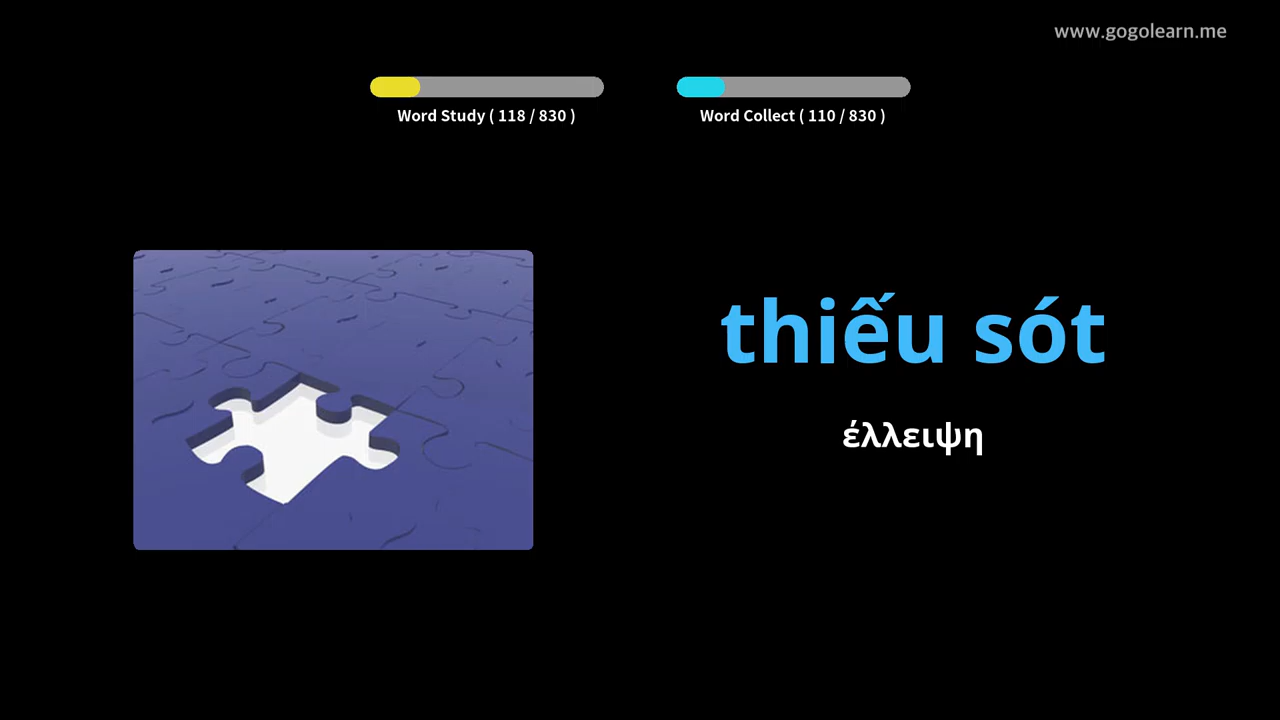 www.gogolearn.me
Word Study ( 118 / 830 )
Word Collect ( 110 / 830 )
thiếu sót
έλλειψη